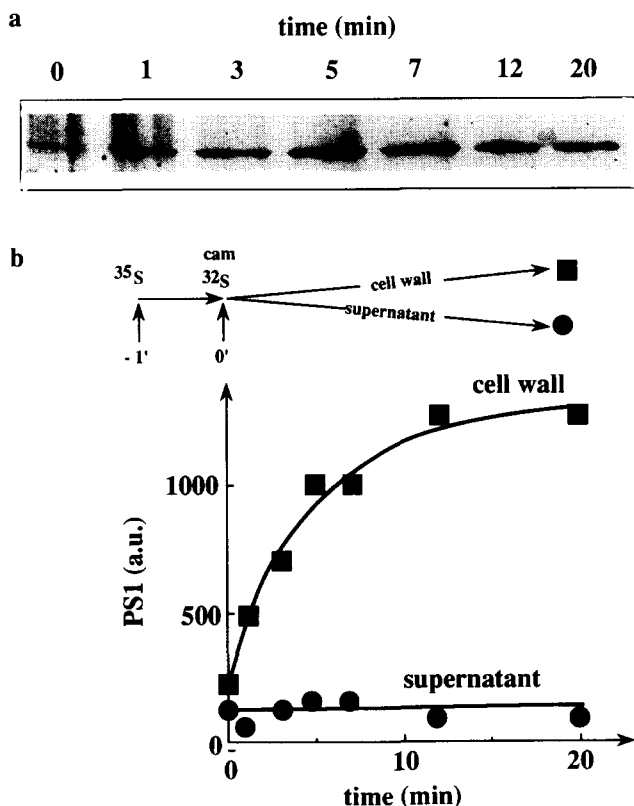 a
time (min)
0 1 3 5 7 12 20
b
cam
35S 32S
cell wall
supernatant
- 1' 0'
cell wall
1000
PS1 (a.u.)
500
supernatant
0
0 10 20
time (min)